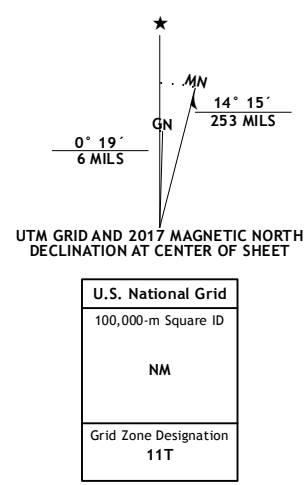 MN
GN
14° 15´
253 MILS
0° 19´
6 MILS
UTM GRID AND 2017 MAGNETIC NORTH
DECLINATION AT CENTER OF SHEET
U.S. National Grid
100,000-m Square ID
NM
Grid Zone Designation
11T